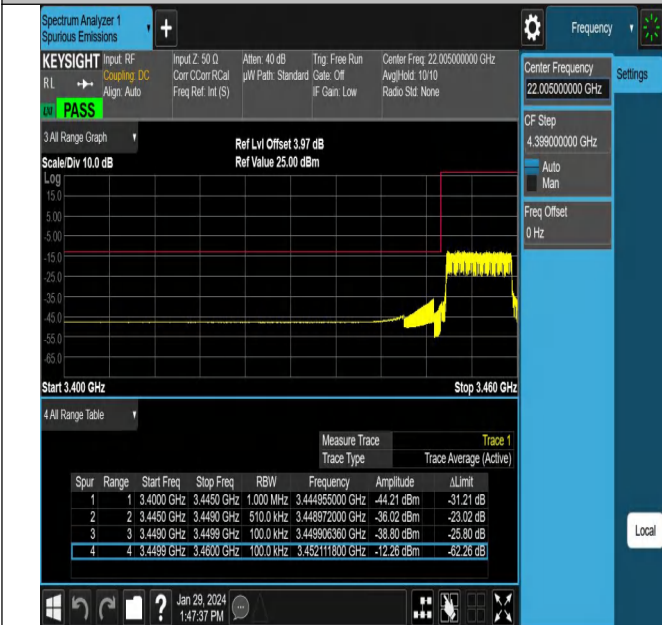 Spectrum Analyzer 1
Spurious Emissions
+
Frequency
KEYSIGHT Input: RF
RL Coupling: DC
Align: Auto
Input Z: 50 Ω
Corr CCorr RCal
Freq Ref: Int (S)
Atten: 40 dB
µW Path: Standard
Trig: Free Run
Gate: Off
IF Gain: Low
Center Freq: 22.005000000 GHz
Avg|Hold: 10/10
Radio Std: None
PASS
Center Frequency
22.005000000 GHz
Settings
CF Step
4.399000000 GHz
Auto
Man
Freq Offset
0 Hz
3 All Range Graph
Scale/Div 10.0 dB
Ref Lvl Offset 3.97 dB
Ref Value 25.00 dBm
Log
15.0
5.00
-5.00
-15.0
-25.0
-35.0
-45.0
-55.0
-65.0
Start 3.400 GHz
Stop 3.460 GHz
4 All Range Table
Measure Trace Trace 1
Trace Type Trace Average (Active)
Spur Range Start Freq Stop Freq RBW Frequency Amplitude ΔLimit
1 1 3.4000 GHz 3.4450 GHz 1.000 MHz 3.444955000 GHz -44.21 dBm -31.21 dB
2 2 3.4450 GHz 3.4490 GHz 510.0 kHz 3.448972000 GHz -36.02 dBm -23.02 dB
3 3 3.4490 GHz 3.4499 GHz 100.0 kHz 3.449906360 GHz -38.80 dBm -25.80 dB
4 4 3.4499 GHz 3.4600 GHz 100.0 kHz 3.452111800 GHz -12.26 dBm -62.26 dB
Local
?
Jan 29, 2024
1:47:37 PM